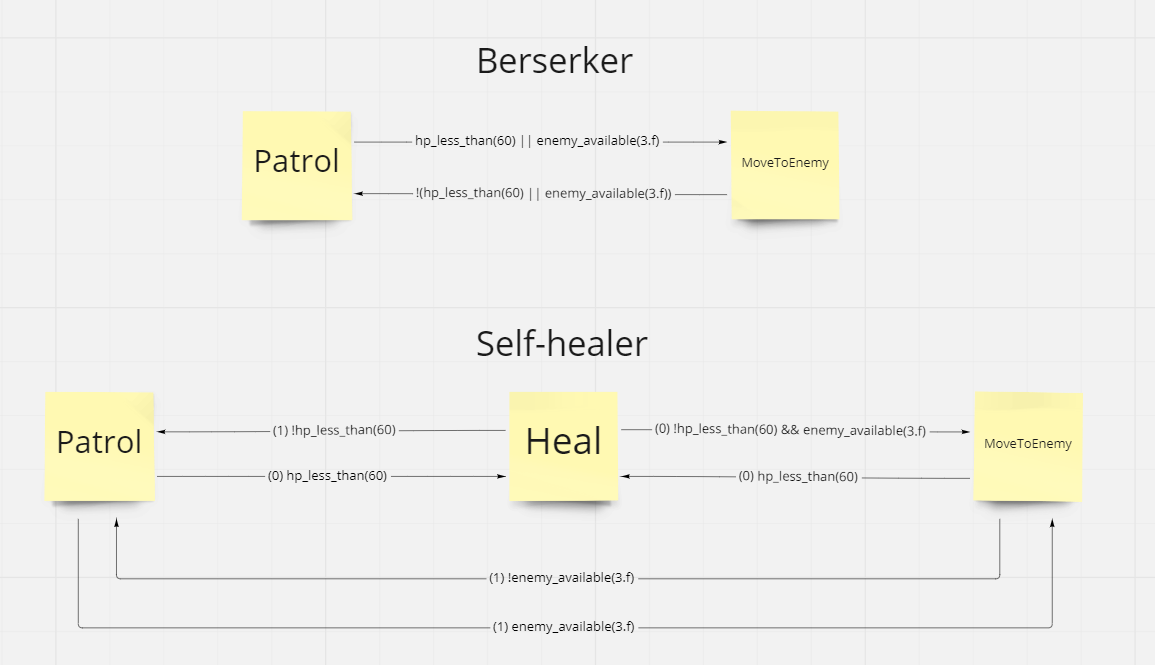 Berserker
Patrol
hp_less_than(60) || enemy_available(3.f)
MoveToEnemy
!(hp_less_than(60) || enemy_available(3.f))
Self-healer
Patrol
(1) !hp_less_than(60)
Heal
(0) !hp_less_than(60) && enemy_available(3.f)
MoveToEnemy
(0) hp_less_than(60)
(0) hp_less_than(60)
(1) !enemy_available(3.f)
(1) enemy_available(3.f)